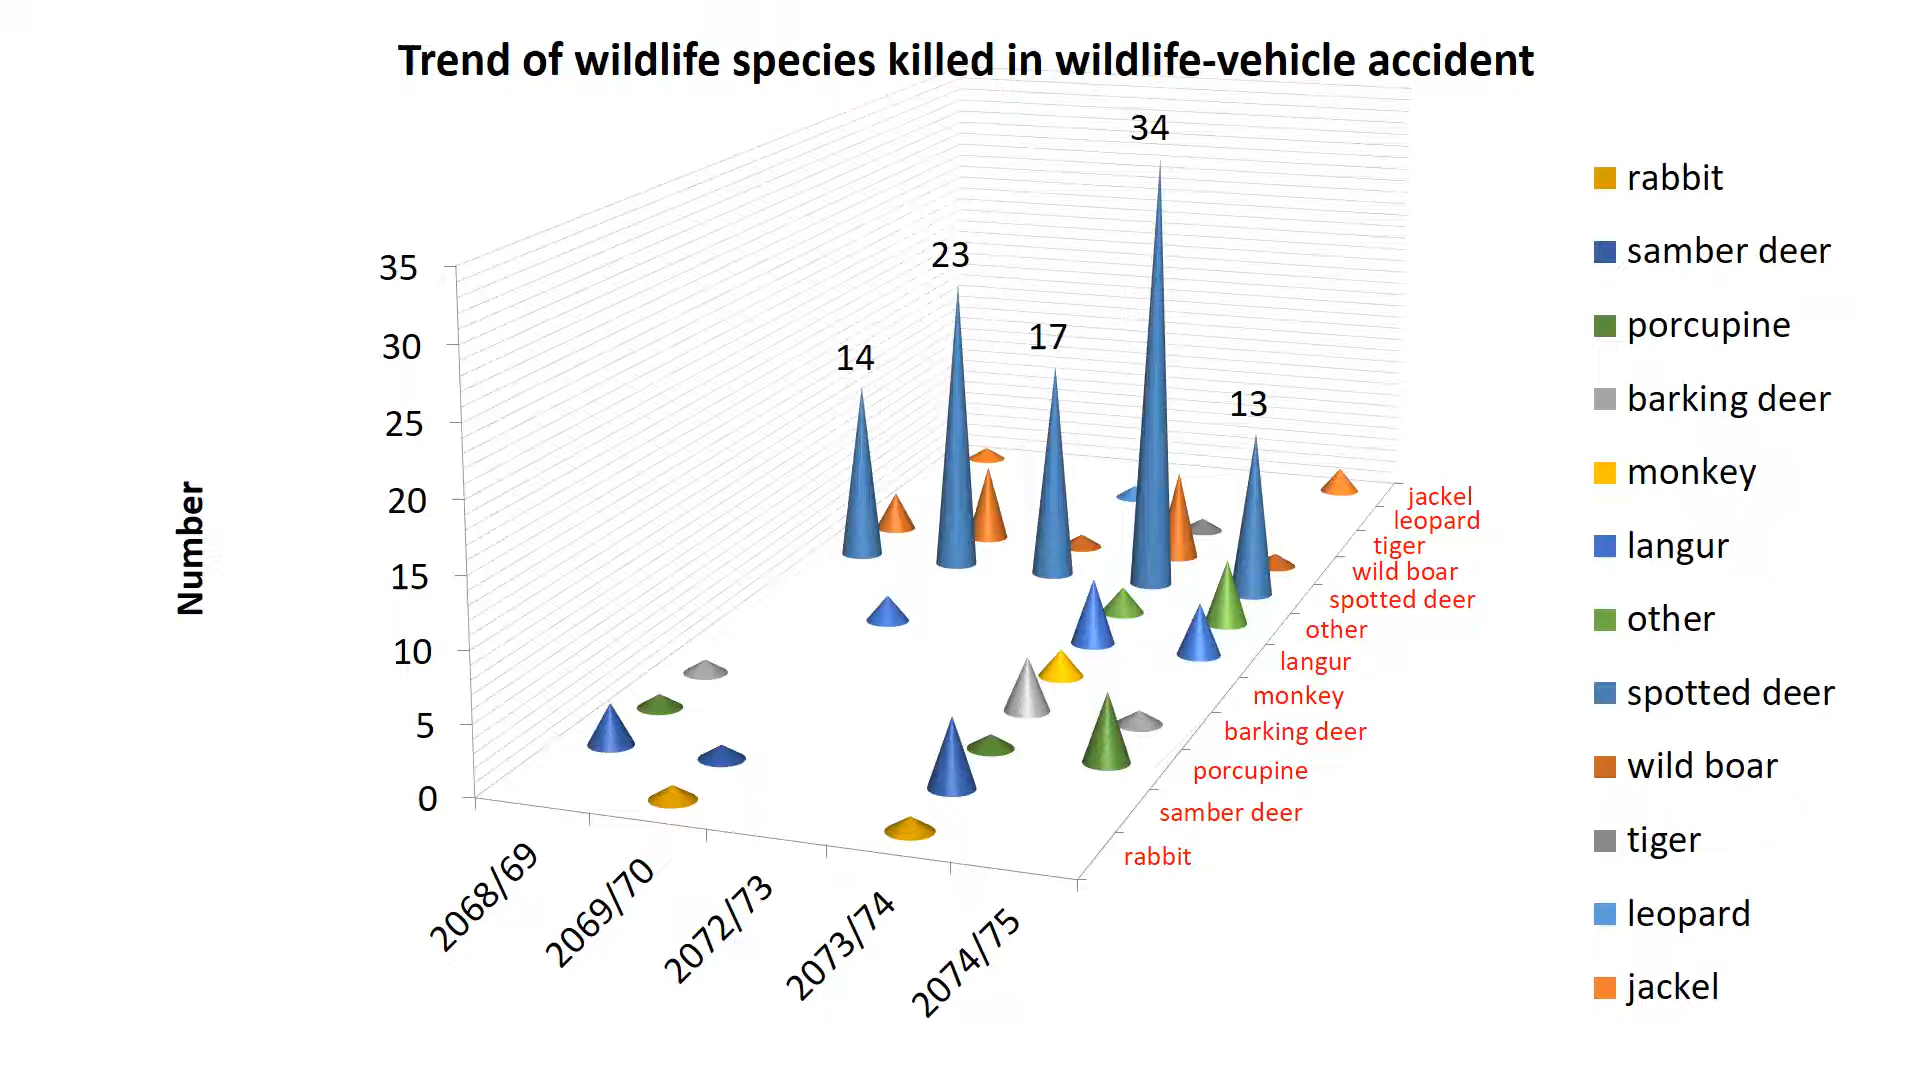 Trend of wildlife species killed in wildlife-vehicle accident
34
23
17
14
13
35
30
25
20
15
10
5
0
Number
2068/69
2069/70
2072/73
2073/74
2074/75
jackel
leopard
tiger
wild boar
spotted deer
other
langur
monkey
barking deer
porcupine
samber deer
rabbit
rabbit
samber deer
porcupine
barking deer
monkey
langur
other
spotted deer
wild boar
tiger
leopard
jackel